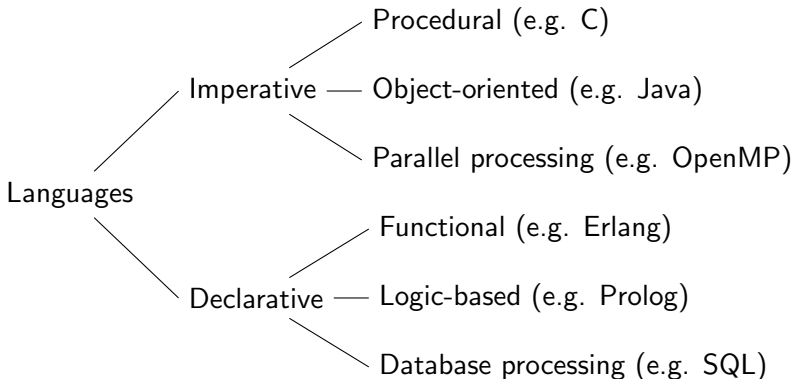 Procedural (e.g. C)
Imperative
Object-oriented (e.g. Java)
Parallel processing (e.g. OpenMP)
Languages
Functional (e.g. Erlang)
Declarative
Logic-based (e.g. Prolog)
Database processing (e.g. SQL)